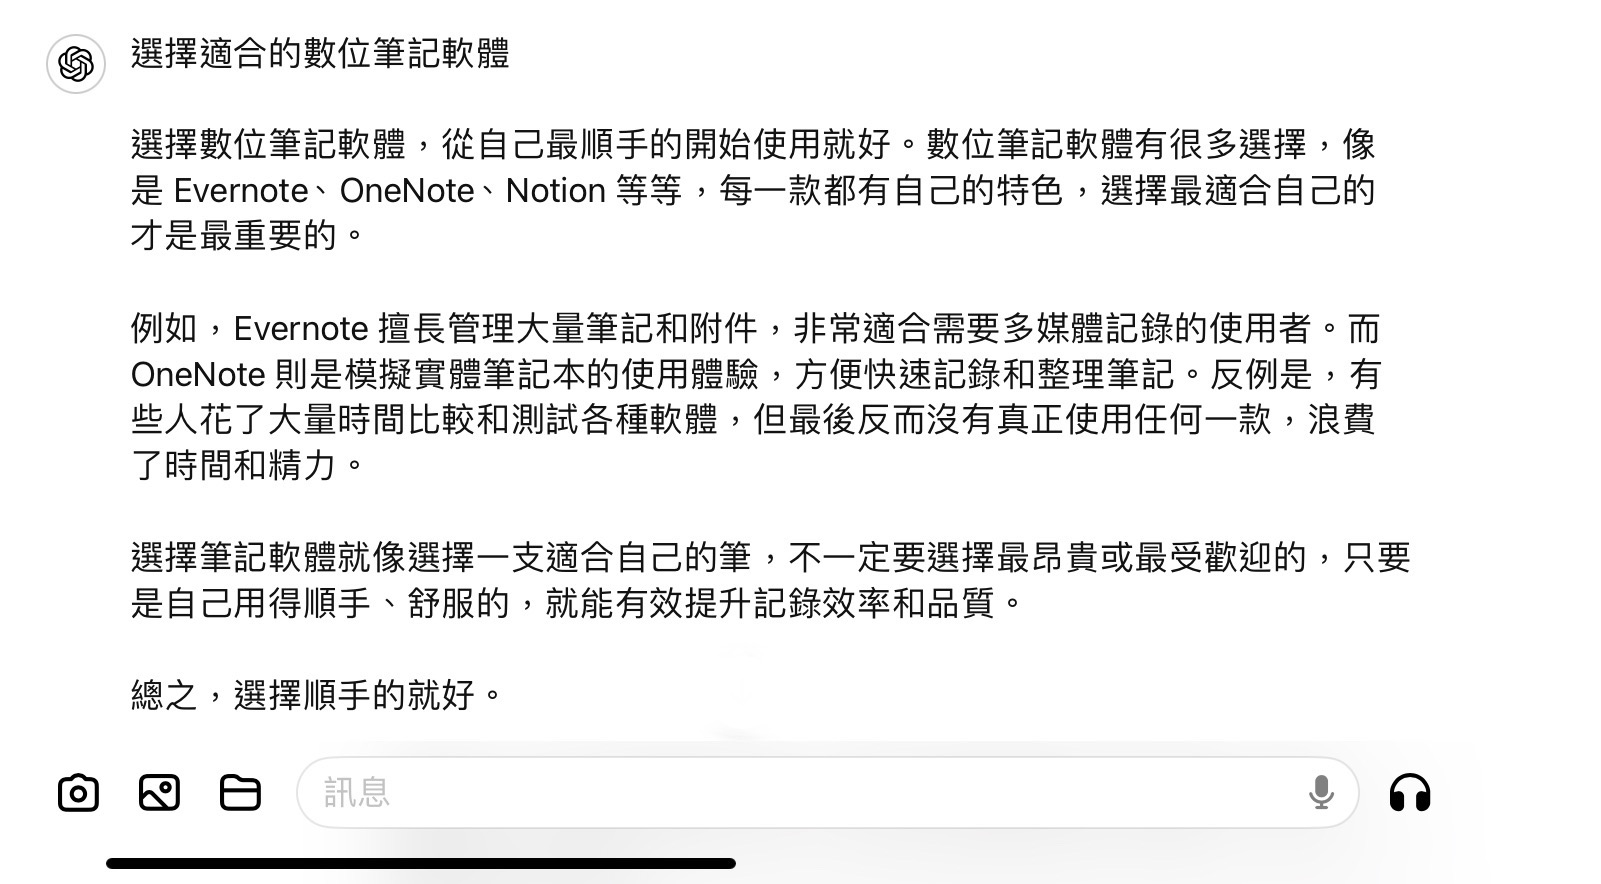 選擇適合的數位筆記軟體
選擇數位筆記軟體，從自己最順手的開始使用就好。數位筆記軟體有很多選擇，像
是 Evernote、OneNote、Notion 等等，每一款都有自己的特色，選擇最適合自己的
才是最重要的。
例如，Evernote 擅長管理大量筆記和附件，非常適合需要多媒體記錄的使用者。而
OneNote 則是模擬實體筆記本的使用體驗，方便快速記錄和整理筆記。反例是，有
些人花了大量時間比較和測試各種軟體，但最後反而沒有真正使用任何一款，浪費
了時間和精力。
選擇筆記軟體就像選擇一支適合自己的筆，不一定要選擇最昂貴或最受歡迎的，只要
是自己用得順手、舒服的，就能有效提升記錄效率和品質。
總之，選擇順手的就好。
訊息